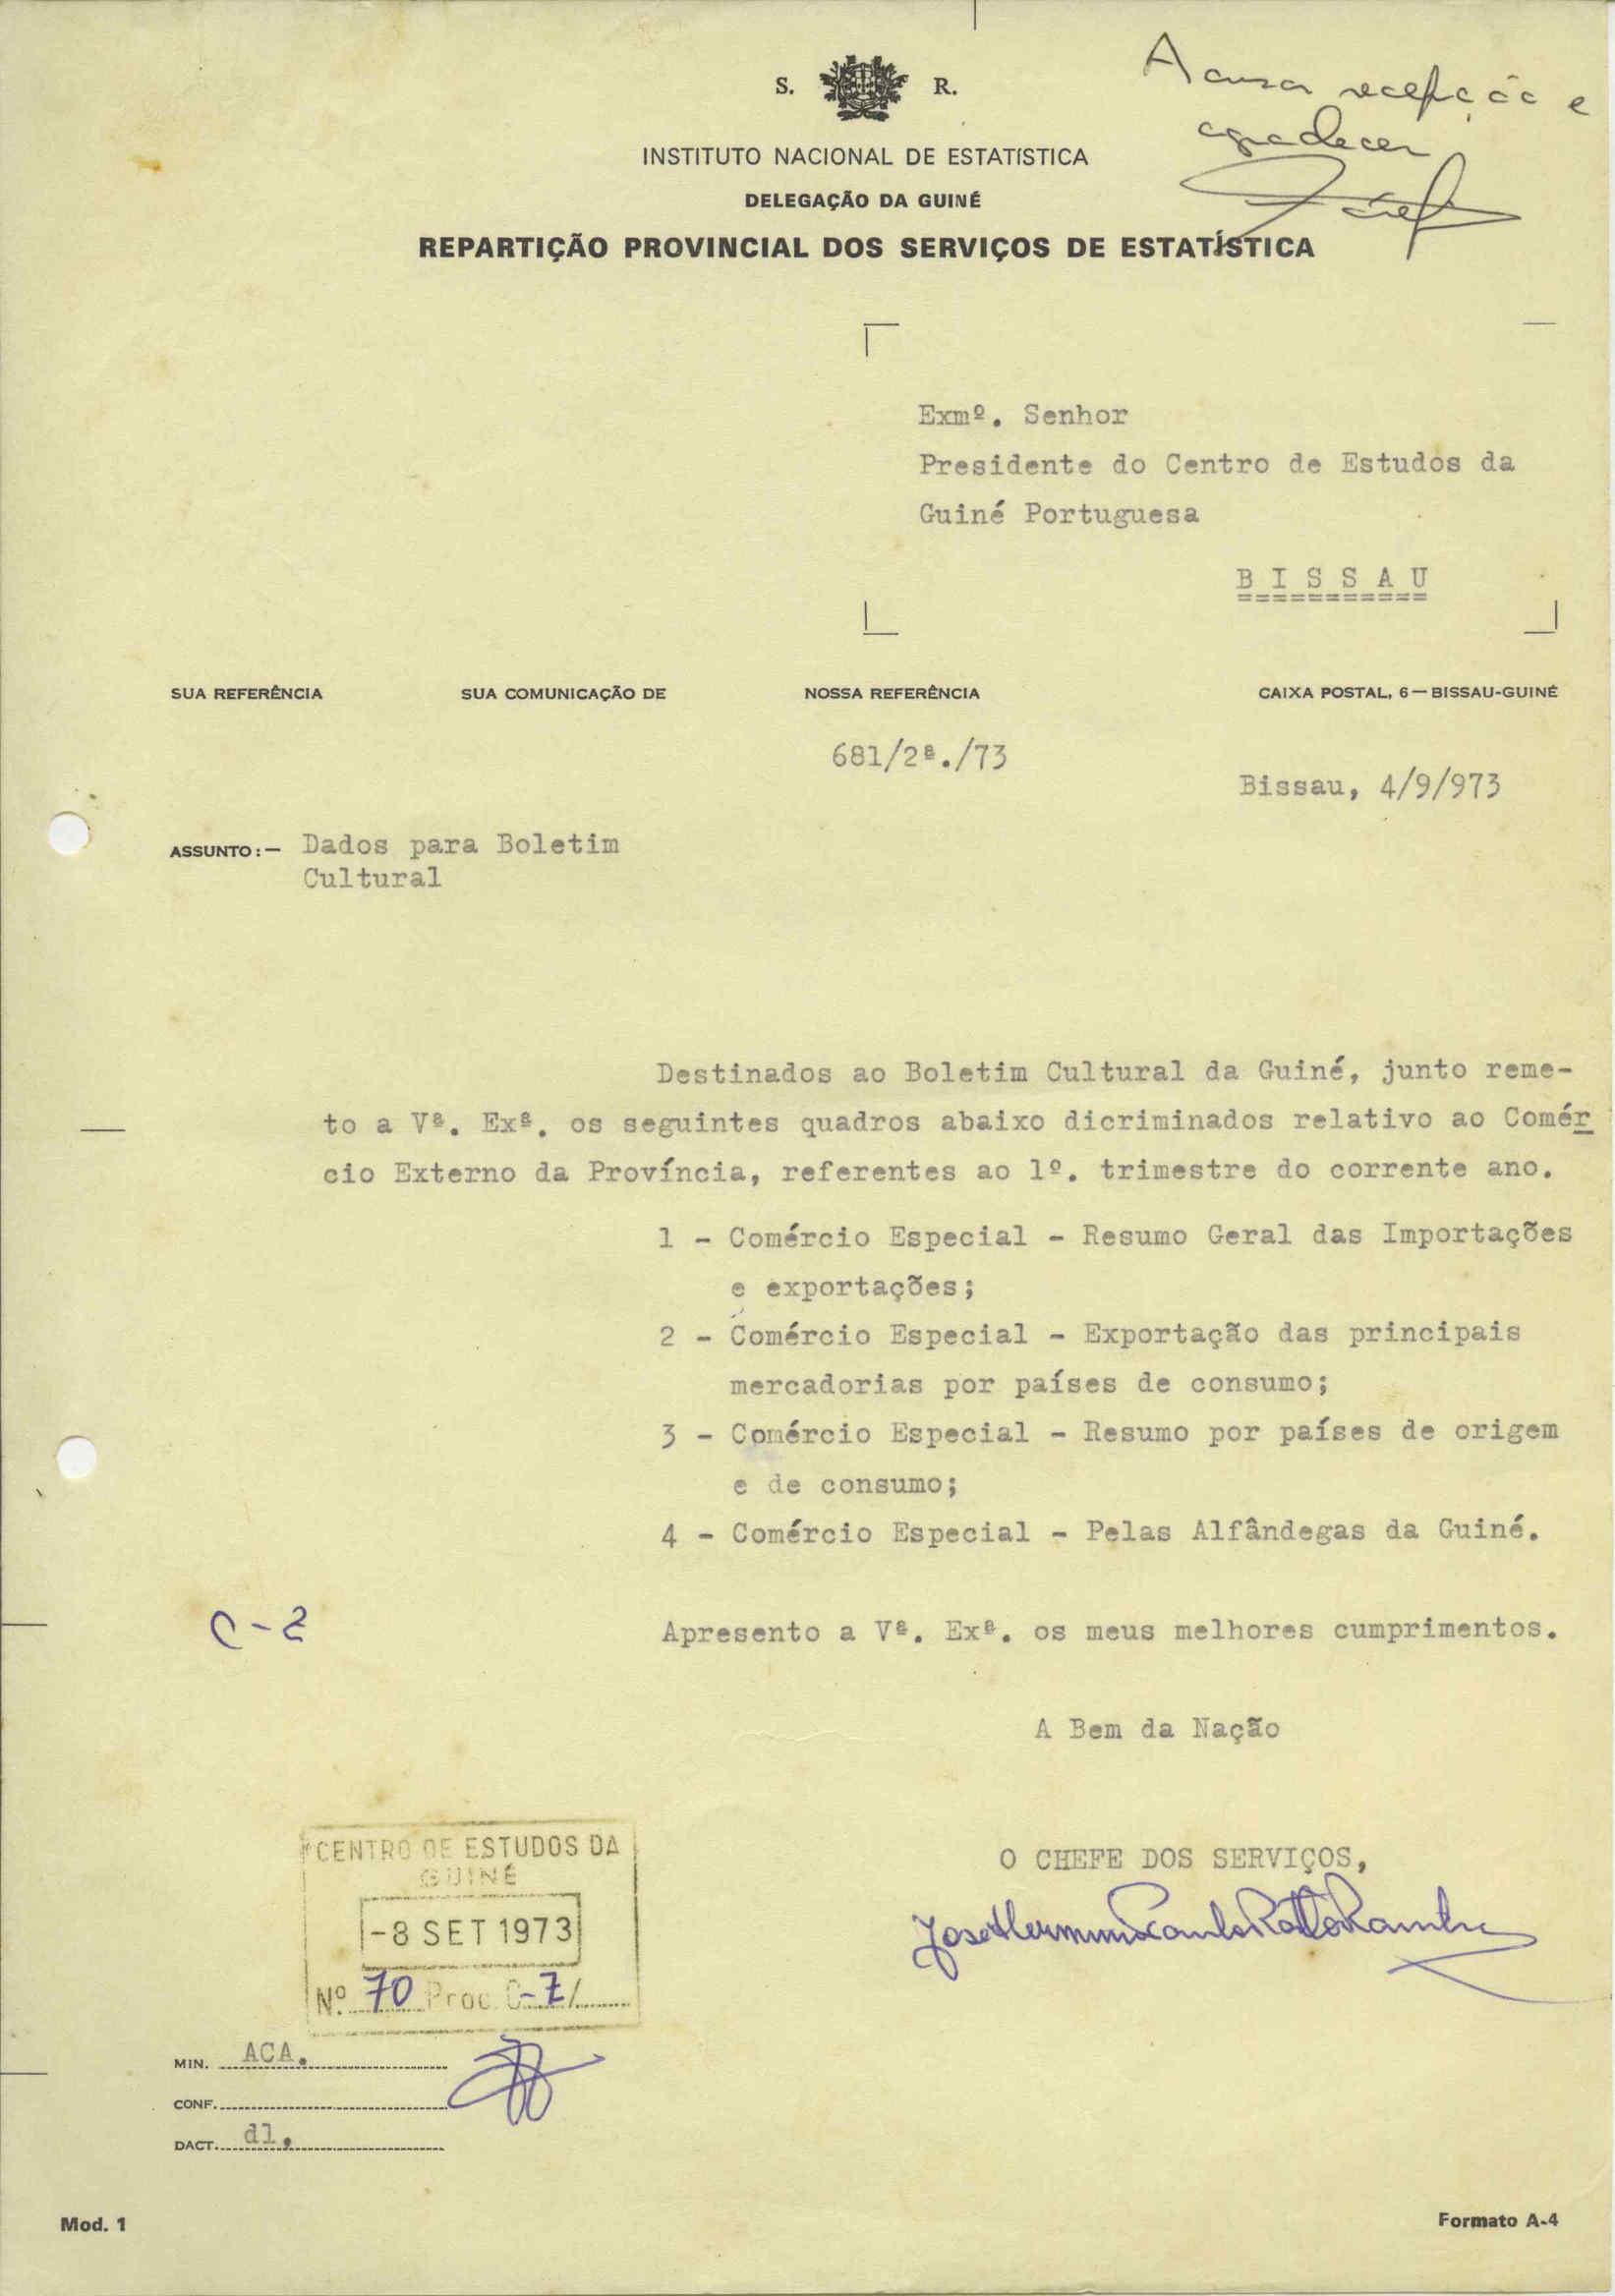 S. R.
Acusar recepção e
agradecer
INSTITUTO NACIONAL DE ESTATÍSTICA
DELEGAÇÃO DA GUINÉ
REPARTIÇÃO PROVINCIAL DOS SERVIÇOS DE ESTATÍSTICA
Exmº. Senhor
Presidente do Centro de Estudos da
Guiné Portuguesa
B I S S A U
===========
SUA REFERÊNCIA SUA COMUNICAÇÃO DE NOSSA REFERÊNCIA CAIXA POSTAL, 6 — BISSAU-GUINÉ
681/2ª./73
Bissau, 4/9/973
ASSUNTO : — Dados para Boletim
Cultural
Destinados ao Boletim Cultural da Guiné, junto reme-
to a Vª. Exª. os seguintes quadros abaixo dicriminados relativo ao Comér
cio Externo da Província, referentes ao 1º. trimestre do corrente ano.
1 - Comércio Especial - Resumo Geral das Importações
e exportações;
2 - Comércio Especial - Exportação das principais
mercadorias por países de consumo;
3 - Comércio Especial - Resumo por países de origem
e de consumo;
4 - Comércio Especial - Pelas Alfândegas da Guiné.
C-2
Apresento a Vª. Exª. os meus melhores cumprimentos.
A Bem da Nação
O CHEFE DOS SERVIÇOS,
CENTRO DE ESTUDOS DA
GUINÉ
-8 SET 1973
Nº 70 Proc. C-7/
MIN. ACA.
CONF.
DACT. dl.
Mod. 1 Formato A-4